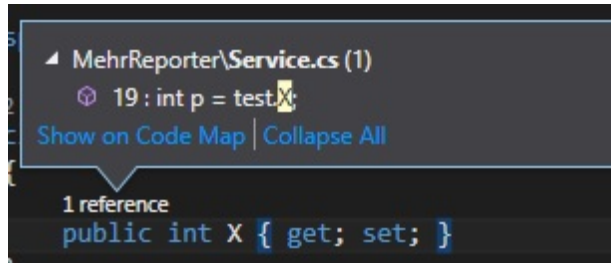 MehrReporter\Service.cs (1)
19 : int p = test.X;
Show on Code Map | Collapse All
{
1 reference
public int X { get; set; }